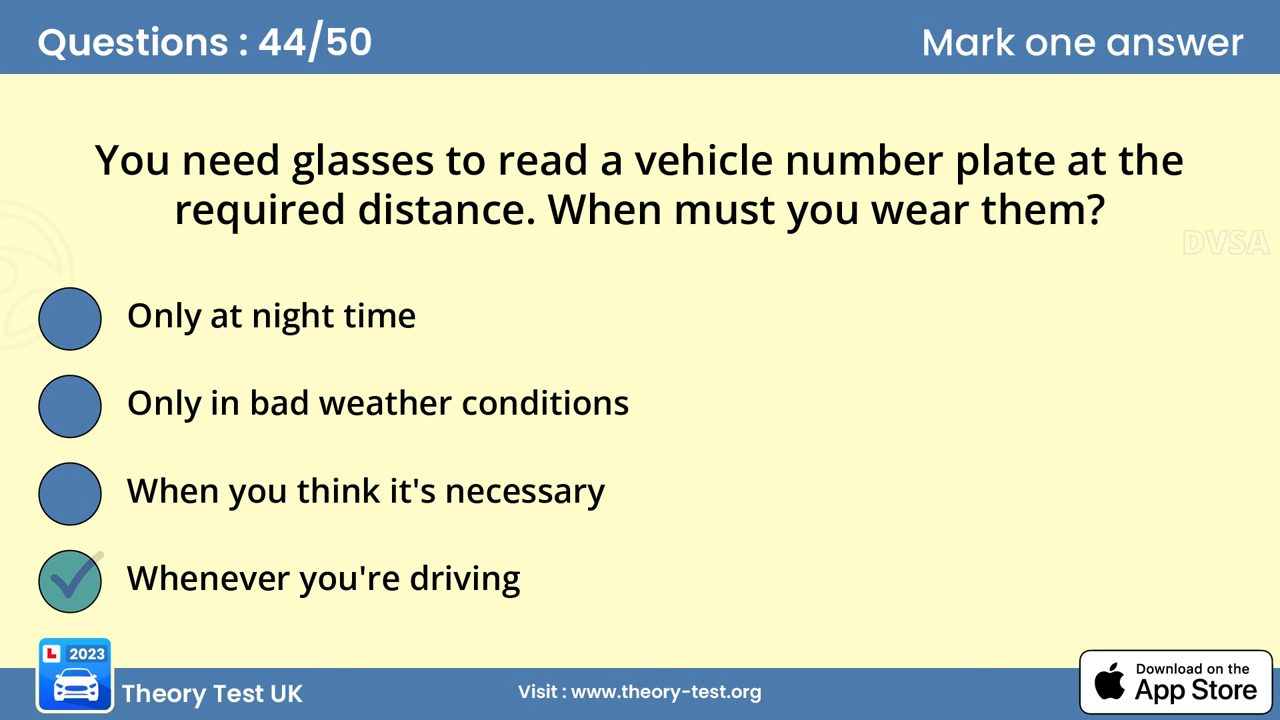 Questions : 44/50
Mark one answer
You need glasses to read a vehicle number plate at the
required distance. When must you wear them?
DVSA
Only at night time
Only in bad weather conditions
When you think it's necessary
Whenever you're driving
L 2023
Theory Test UK
Visit : www.theory-test.org
Download on the
App Store